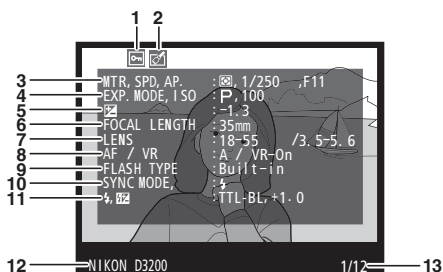 1 2
3 MTR, SPD, AP. : , 1/250 , F11
4 EXP. MODE, ISO : P, 100
5 : –1.3
6 FOCAL LENGTH : 35mm
7 LENS : 18–55 /3.5–5.6
8 AF / VR : A / VR–On
9 FLASH TYPE : Built–in
10 SYNC MODE, :
11 , : TTL–BL, +1.0
12 NIKON D3200 1/12 13